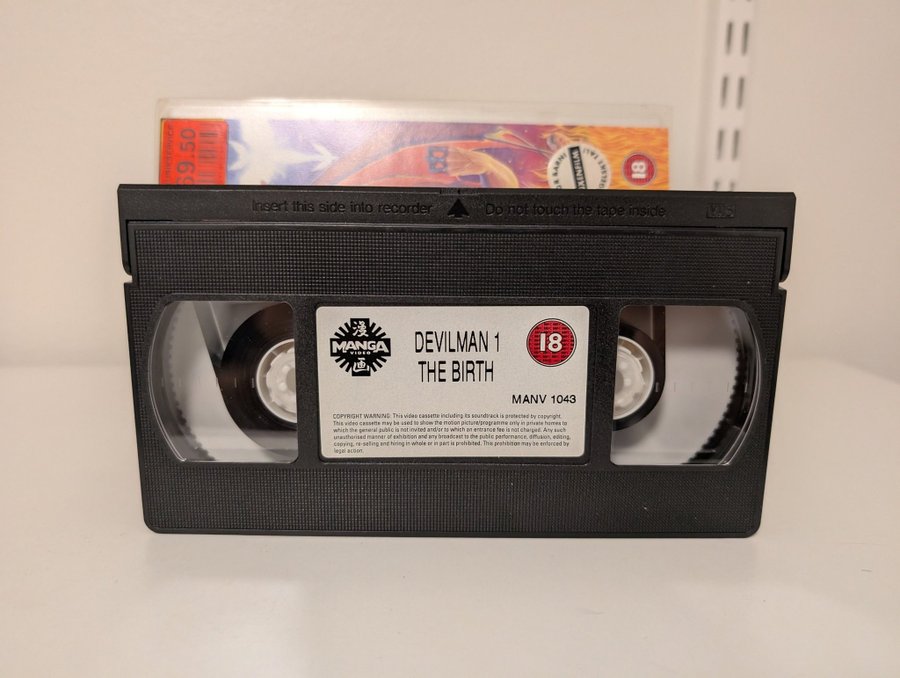 69.50
18
Insert this side into recorder
Do not touch the tape inside
VHS
漫
MANGA
VIDEO
画
DEVILMAN 1
THE BIRTH
18
MANV 1043
COPYRIGHT WARNING: This video cassette including its soundtrack is protected by copyright.
This video cassette may be used to show the motion picture/programme only in private homes to
which the general public is not invited and/or to which an entrance fee is not charged. Any such
unauthorised manner of exhibition and any broadcast to the public performance, diffusion, editing,
copying, re-selling and hiring in whole or in part is prohibited. This prohibition may be enforced by
legal action.